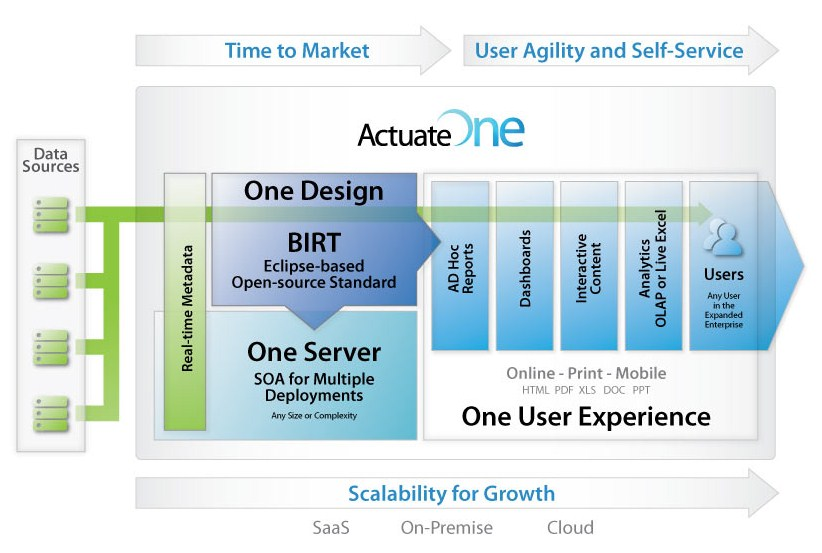 Time to Market
User Agility and Self-Service
ActuateOne
Data
Sources
Real-time Metadata
One Design
BIRT
Eclipse-based
Open-source Standard
One Server
SOA for Multiple
Deployments
Any Size or Complexity
AD Hoc
Reports
Dashboards
Interactive
Content
Analytics
OLAP or Live Excel
Users
Any User
in the
Expanded
Enterprise
Online - Print - Mobile
HTML PDF XLS DOC PPT
One User Experience
Scalability for Growth
SaaS On-Premise Cloud